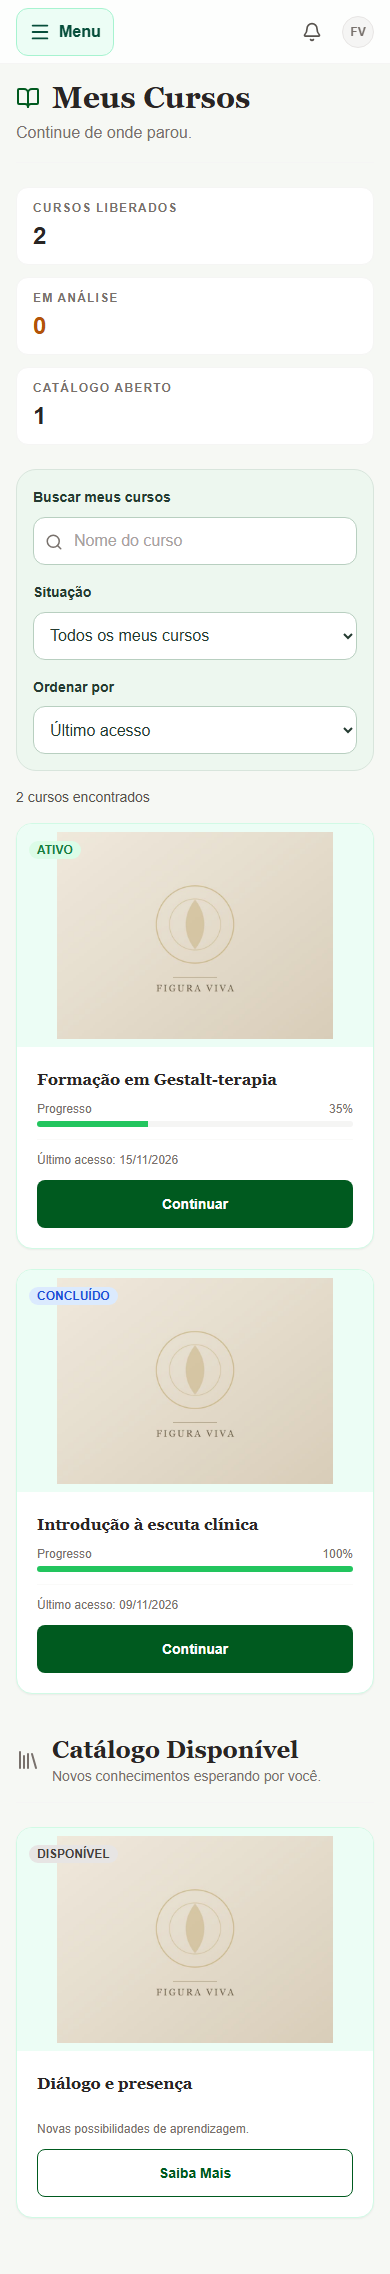 Menu
FV
Meus Cursos
Continue de onde parou.
CURSOS LIBERADOS
2
EM ANÁLISE
0
CATÁLOGO ABERTO
1
Buscar meus cursos
Nome do curso
Situação
Todos os meus cursos
Ordenar por
Último acesso
2 cursos encontrados
ATIVO
FIGURA VIVA
Formação em Gestalt-terapia
Progresso 35%
Último acesso: 15/11/2026
Continuar
CONCLUÍDO
FIGURA VIVA
Introdução à escuta clínica
Progresso 100%
Último acesso: 09/11/2026
Continuar
Catálogo Disponível
Novos conhecimentos esperando por você.
DISPONÍVEL
FIGURA VIVA
Diálogo e presença
Novas possibilidades de aprendizagem.
Saiba Mais